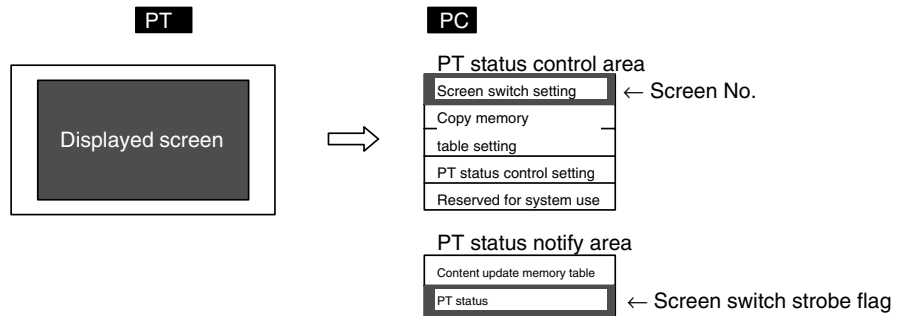 PT
PC
PT status control area
Screen switch setting
← Screen No.
Copy memory
table setting
PT status control setting
Reserved for system use
Displayed screen
PT status notify area
Content update memory table
PT status
← Screen switch strobe flag